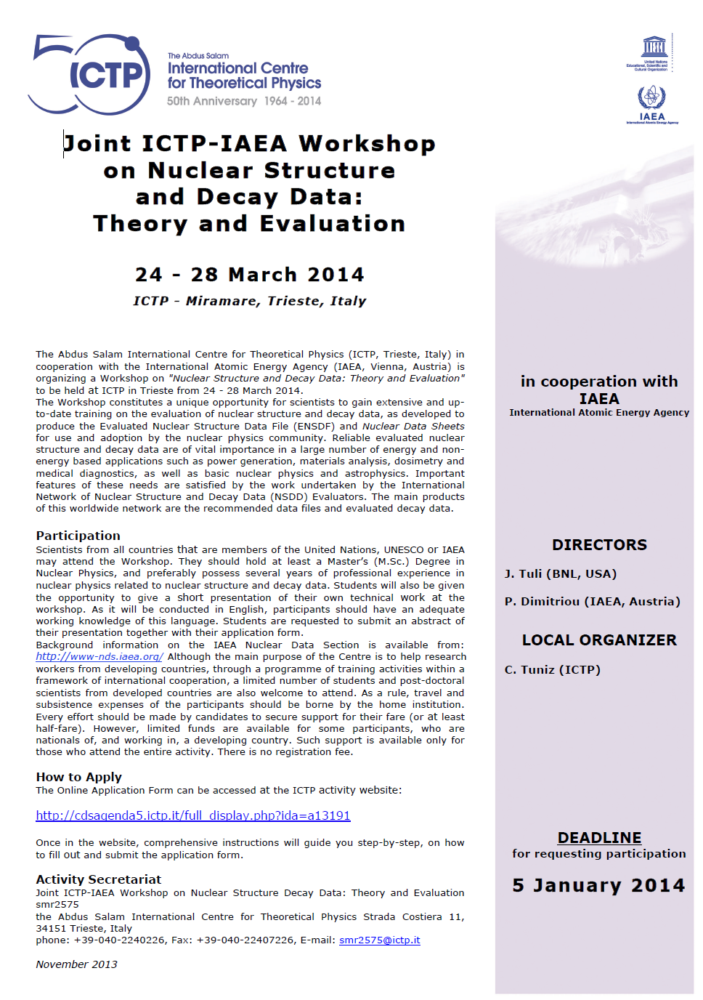 ICTP
The Abdus Salam
International Centre
for Theoretical Physics
50th Anniversary 1964 - 2014
United Nations
Educational, Scientific and
Cultural Organization
IAEA
International Atomic Energy Agency
Joint ICTP-IAEA Workshop
on Nuclear Structure
and Decay Data:
Theory and Evaluation
24 - 28 March 2014
ICTP - Miramare, Trieste, Italy
The Abdus Salam International Centre for Theoretical Physics (ICTP, Trieste, Italy) in
cooperation with the International Atomic Energy Agency (IAEA, Vienna, Austria) is
organizing a Workshop on "Nuclear Structure and Decay Data: Theory and Evaluation"
to be held at ICTP in Trieste from 24 - 28 March 2014.
The Workshop constitutes a unique opportunity for scientists to gain extensive and up-
to-date training on the evaluation of nuclear structure and decay data, as developed to
produce the Evaluated Nuclear Structure Data File (ENSDF) and Nuclear Data Sheets
for use and adoption by the nuclear physics community. Reliable evaluated nuclear
structure and decay data are of vital importance in a large number of energy and non-
energy based applications such as power generation, materials analysis, dosimetry and
medical diagnostics, as well as basic nuclear physics and astrophysics. Important
features of these needs are satisfied by the work undertaken by the International
Network of Nuclear Structure and Decay Data (NSDD) Evaluators. The main products
of this worldwide network are the recommended data files and evaluated decay data.
Participation
Scientists from all countries that are members of the United Nations, UNESCO or IAEA
may attend the Workshop. They should hold at least a Master's (M.Sc.) Degree in
Nuclear Physics, and preferably possess several years of professional experience in
nuclear physics related to nuclear structure and decay data. Students will also be given
the opportunity to give a short presentation of their own technical work at the
workshop. As it will be conducted in English, participants should have an adequate
working knowledge of this language. Students are requested to submit an abstract of
their presentation together with their application form.
Background information on the IAEA Nuclear Data Section is available from:
http://www-nds.iaea.org/ Although the main purpose of the Centre is to help research
workers from developing countries, through a programme of training activities within a
framework of international cooperation, a limited number of students and post-doctoral
scientists from developed countries are also welcome to attend. As a rule, travel and
subsistence expenses of the participants should be borne by the home institution.
Every effort should be made by candidates to secure support for their fare (or at least
half-fare). However, limited funds are available for some participants, who are
nationals of, and working in, a developing country. Such support is available only for
those who attend the entire activity. There is no registration fee.
How to Apply
The Online Application Form can be accessed at the ICTP activity website:
http://cdsagenda5.ictp.it/full_display.php?ida=a13191
Once in the website, comprehensive instructions will guide you step-by-step, on how
to fill out and submit the application form.
Activity Secretariat
Joint ICTP-IAEA Workshop on Nuclear Structure Decay Data: Theory and Evaluation
smr2575
the Abdus Salam International Centre for Theoretical Physics Strada Costiera 11,
34151 Trieste, Italy
phone: +39-040-2240226, Fax: +39-040-22407226, E-mail: smr2575@ictp.it
November 2013
in cooperation with
IAEA
International Atomic Energy Agency
DIRECTORS
J. Tuli (BNL, USA)
P. Dimitriou (IAEA, Austria)
LOCAL ORGANIZER
C. Tuniz (ICTP)
DEADLINE
for requesting participation
5 January 2014